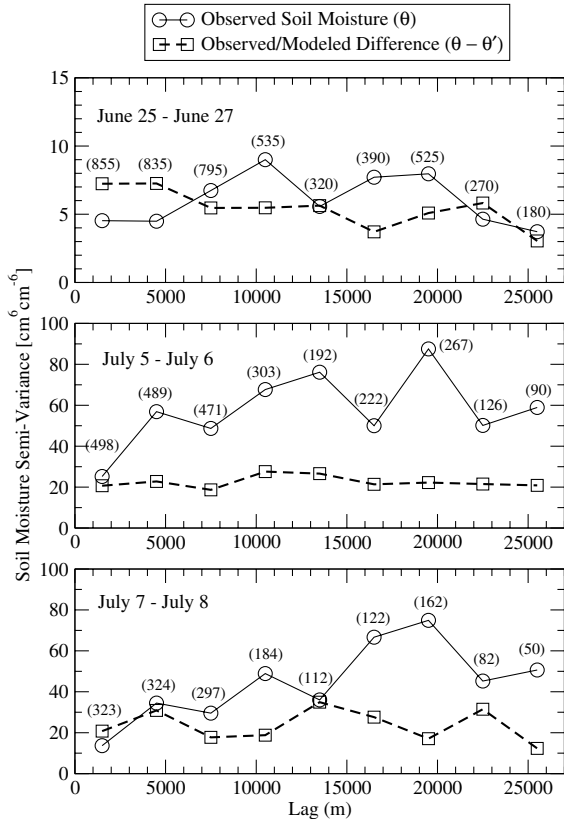 Observed Soil Moisture (θ)
Observed/Modeled Difference (θ – θ′)
Soil Moisture Semi-Variance [cm⁶cm⁻⁶]
15
10
5
0
June 25 - June 27
(855) (835) (795) (535) (320) (390) (525) (270) (180)
0 5000 10000 15000 20000 25000
100
80
60
40
20
0
July 5 - July 6
(498) (489) (471) (303) (192) (222) (267) (126) (90)
0 5000 10000 15000 20000 25000
100
80
60
40
20
0
July 7 - July 8
(323) (324) (297) (184) (112) (122) (162) (82) (50)
0 5000 10000 15000 20000 25000
Lag (m)